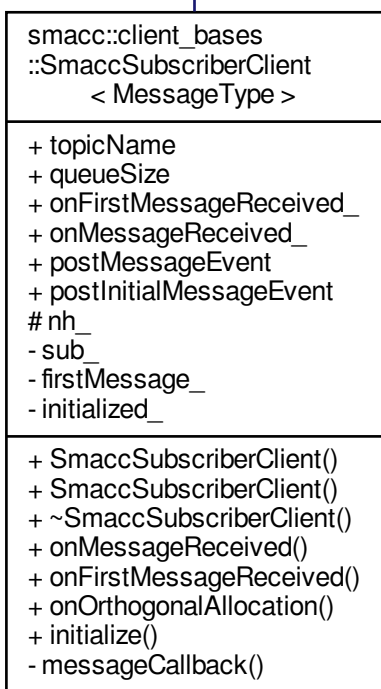 smacc::client_bases
::SmaccSubscriberClient
< MessageType >
+ topicName
+ queueSize
+ onFirstMessageReceived_
+ onMessageReceived_
+ postMessageEvent
+ postInitialMessageEvent
# nh_
- sub_
- firstMessage_
- initialized_
+ SmaccSubscriberClient()
+ SmaccSubscriberClient()
+ ~SmaccSubscriberClient()
+ onMessageReceived()
+ onFirstMessageReceived()
+ onOrthogonalAllocation()
+ initialize()
- messageCallback()